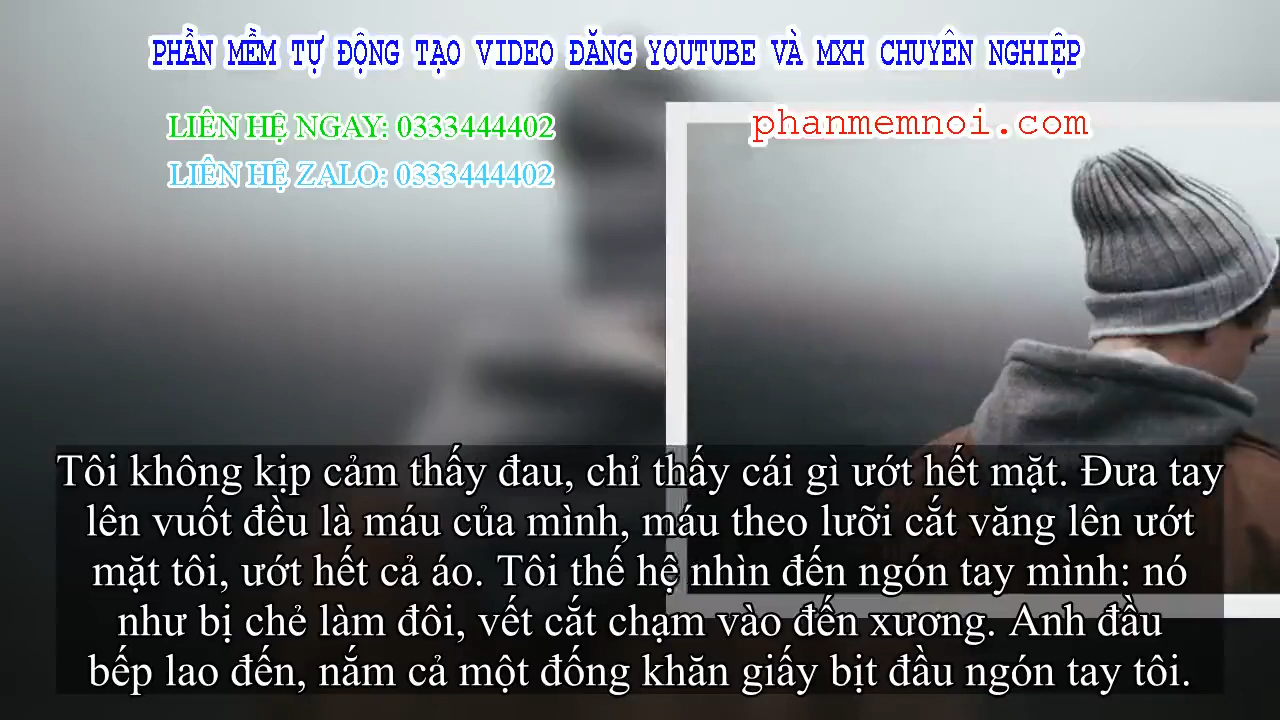 PHẦN MỀM TỰ ĐỘNG TẠO VIDEO ĐĂNG YOUTUBE VÀ MXH CHUYÊN NGHIỆP
LIÊN HỆ NGAY: 0333444402
phanmemnoi.com
LIÊN HỆ ZALO: 0333444402
Tôi không kịp cảm thấy đau, chỉ thấy cái gì ướt hết mặt. Đưa tay
lên vuốt đều là máu của mình, máu theo lưỡi cắt văng lên ướt
mặt tôi, ướt hết cả áo. Tôi thế hệ nhìn đến ngón tay mình: nó
như bị chẻ làm đôi, vết cắt chạm vào đến xương. Anh đầu
bếp lao đến, nắm cả một đống khăn giấy bịt đầu ngón tay tôi.